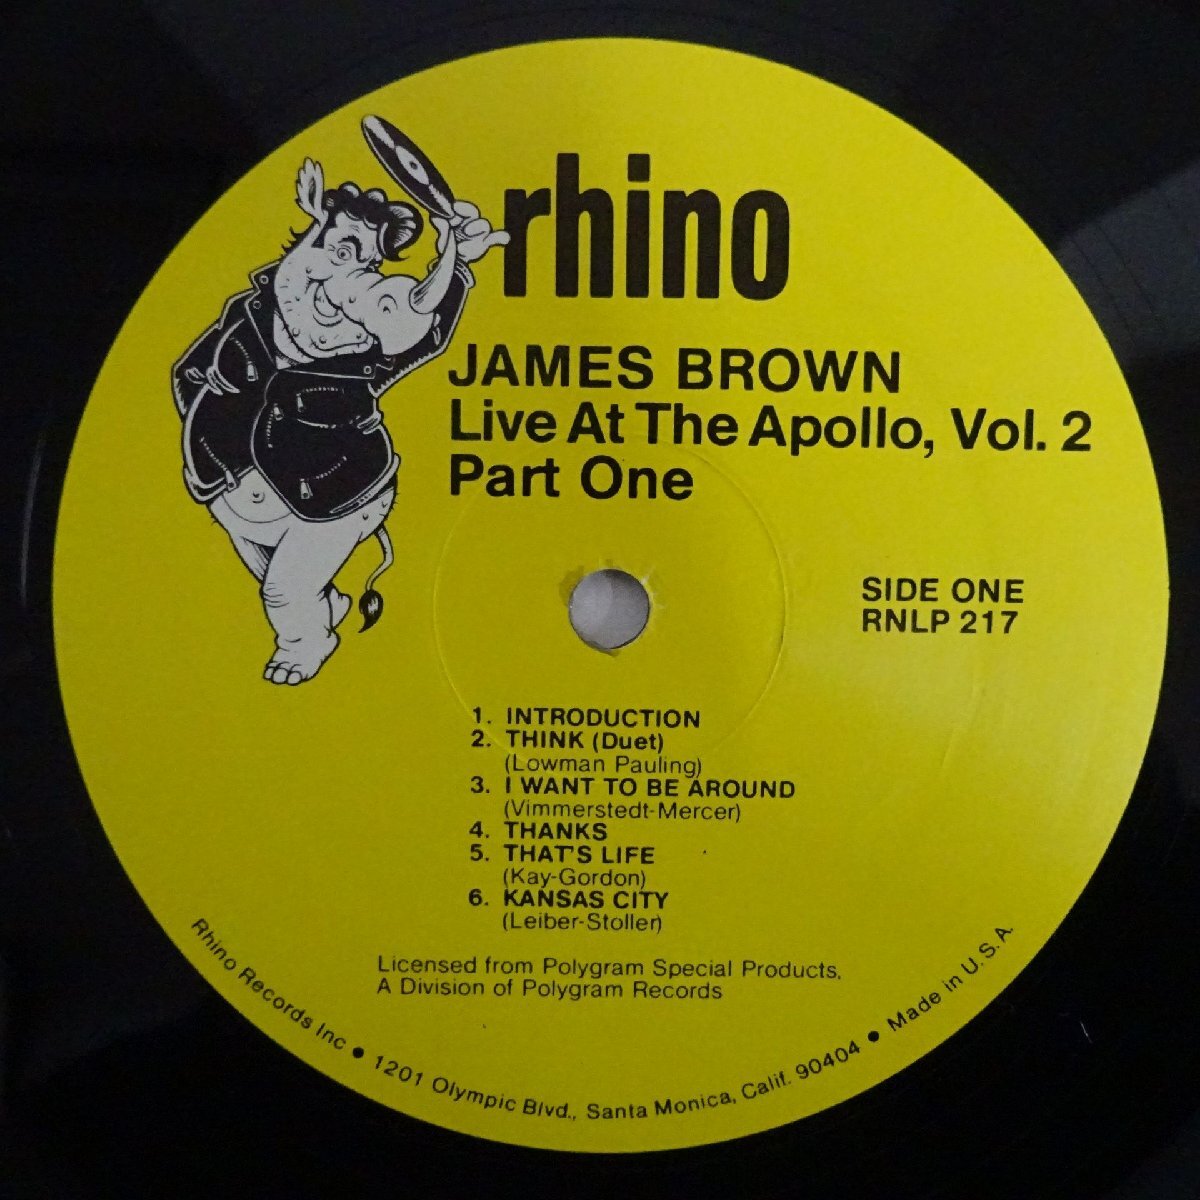 rhino
JAMES BROWN
Live At The Apollo, Vol. 2
Part One
SIDE ONE
RNLP 217
1. INTRODUCTION
2. THINK (Duet)
(Lowman Pauling)
3. I WANT TO BE AROUND
(Vimmerstedt-Mercer)
4. THANKS
5. THAT'S LIFE
(Kay-Gordon)
6. KANSAS CITY
(Leiber-Stoller)
Licensed from Polygram Special Products,
A Division of Polygram Records
Rhino Records Inc • 1201 Olympic Blvd., Santa Monica, Calif. 90404 • Made in U.S.A.